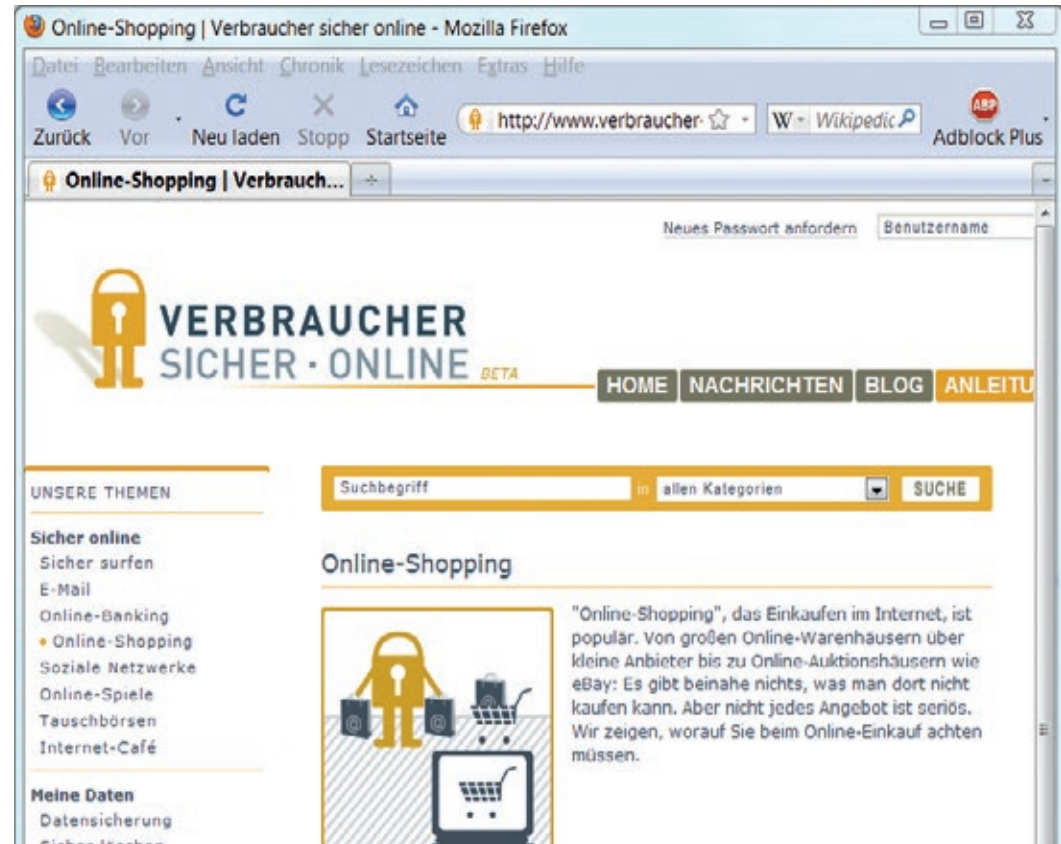 Online-Shopping | Verbraucher sicher online - Mozilla Firefox
Datei Bearbeiten Ansicht Chronik Lesezeichen Extras Hilfe
Zurück Vor Neu laden Stopp Startseite http://www.verbraucher- W Wikipedic ABP Adblock Plus
Online-Shopping | Verbrauch...
Neues Passwort anfordern Benutzername
VERBRAUCHER
SICHER · ONLINE BETA
HOME NACHRICHTEN BLOG ANLEITU
UNSERE THEMEN
Suchbegriff in allen Kategorien SUCHE
Sicher online
Sicher surfen
E-Mail
Online-Banking
Online-Shopping
Soziale Netzwerke
Online-Spiele
Tauschbörsen
Internet-Café
Meine Daten
Datensicherung
Sicher löschen
Online-Shopping
"Online-Shopping", das Einkaufen im Internet, ist
populär. Von großen Online-Warenhäusern über
kleine Anbieter bis zu Online-Auktionshäusern wie
eBay: Es gibt beinahe nichts, was man dort nicht
kaufen kann. Aber nicht jedes Angebot ist seriös.
Wir zeigen, worauf Sie beim Online-Einkauf achten
müssen.
@ @ @